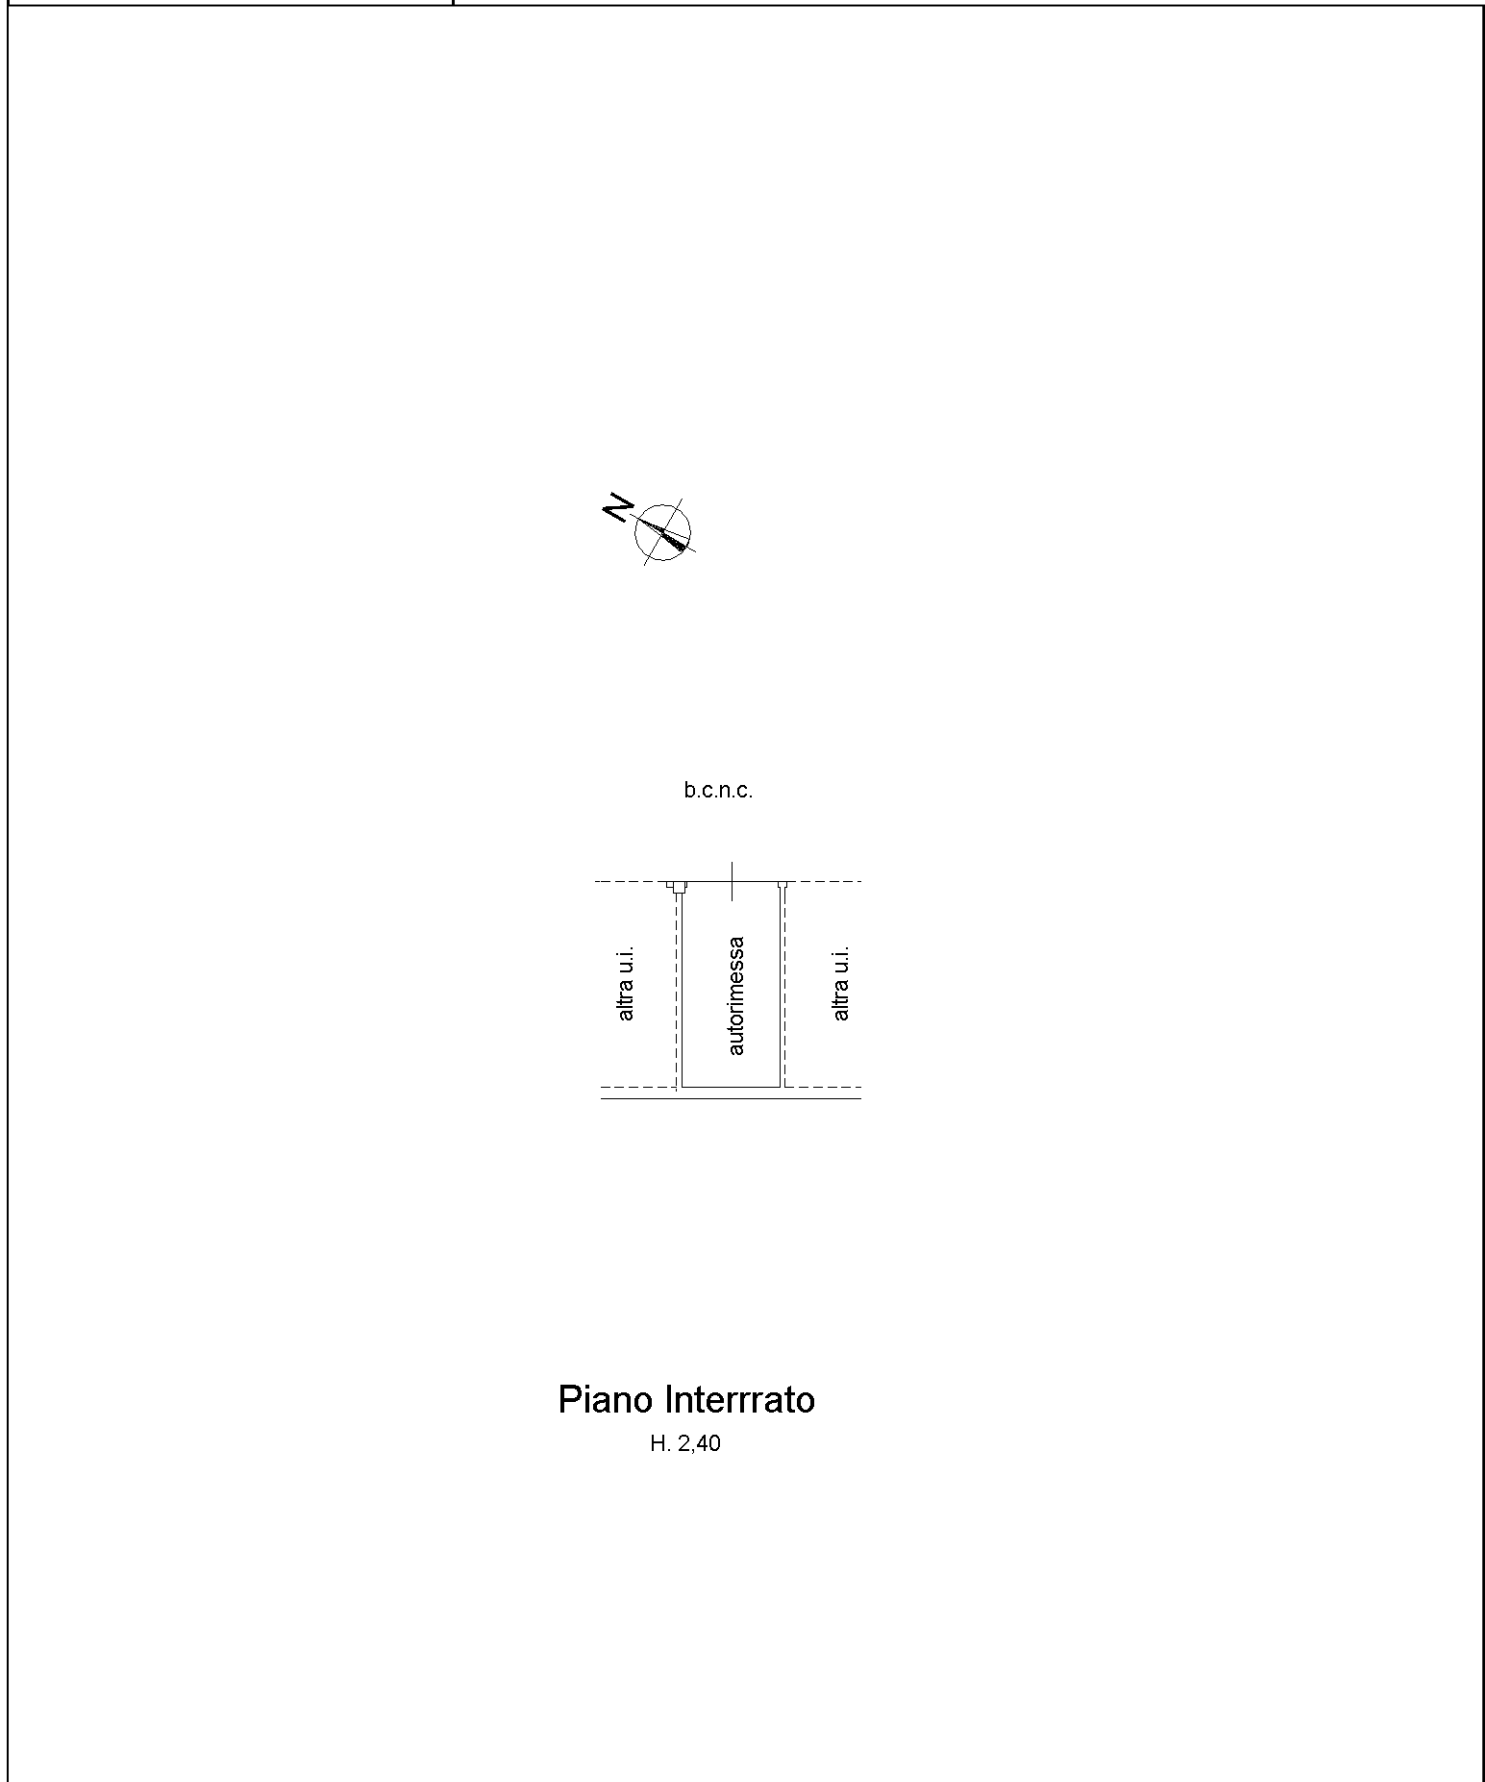 N
b.c.n.c.
altra u.i.
autorimessa
altra u.i.
Piano Interrrato
H. 2,40